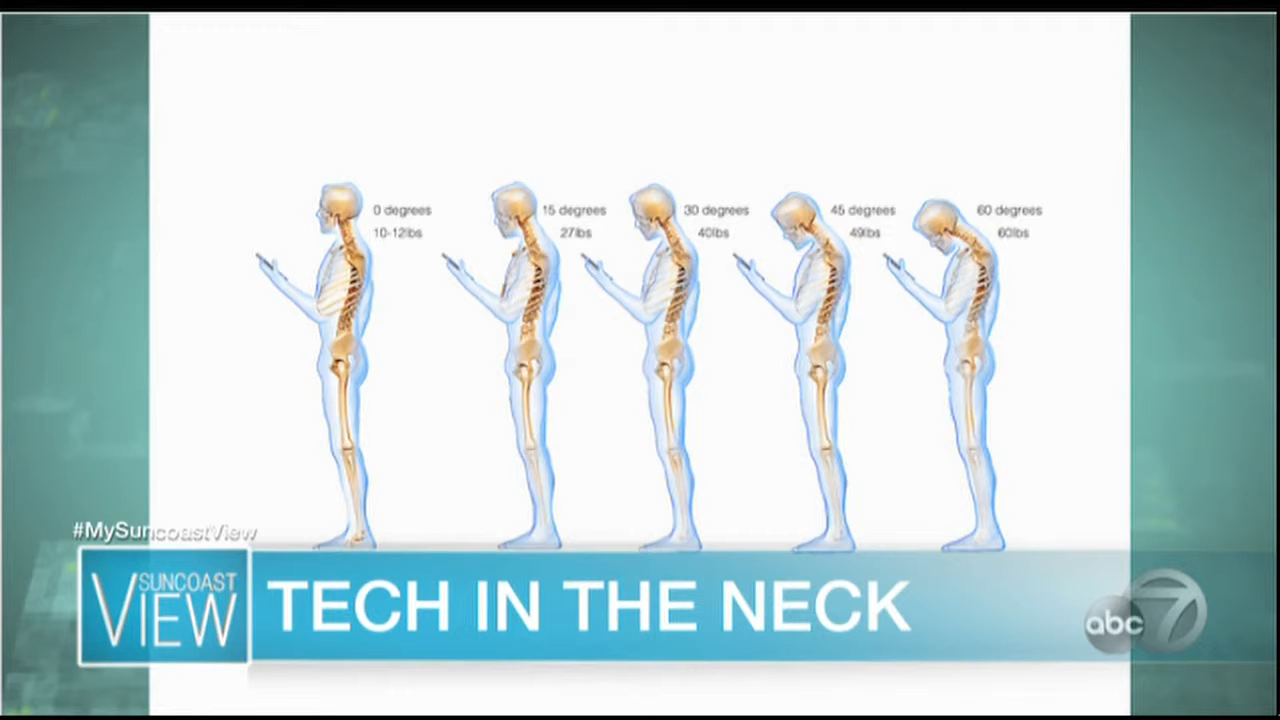 0 degrees
10-12lbs
15 degrees
27lbs
30 degrees
40lbs
45 degrees
49lbs
60 degrees
60lbs
#MySuncoastView
SUNCOAST
VIEW
TECH IN THE NECK
abc 7